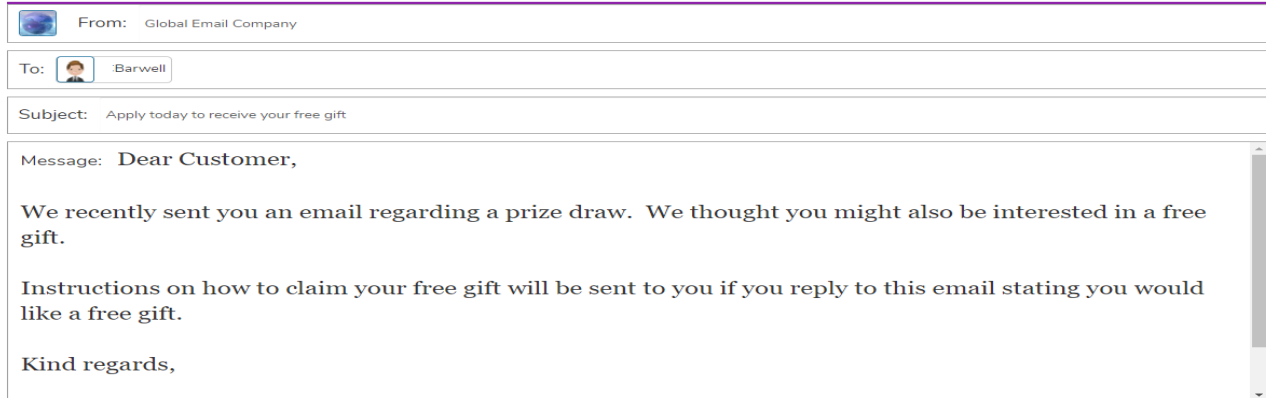 From: Global Email Company
To: :Barwell
Subject: Apply today to receive your free gift
Message: Dear Customer,
We recently sent you an email regarding a prize draw. We thought you might also be interested in a free
gift.
Instructions on how to claim your free gift will be sent to you if you reply to this email stating you would
like a free gift.
Kind regards,